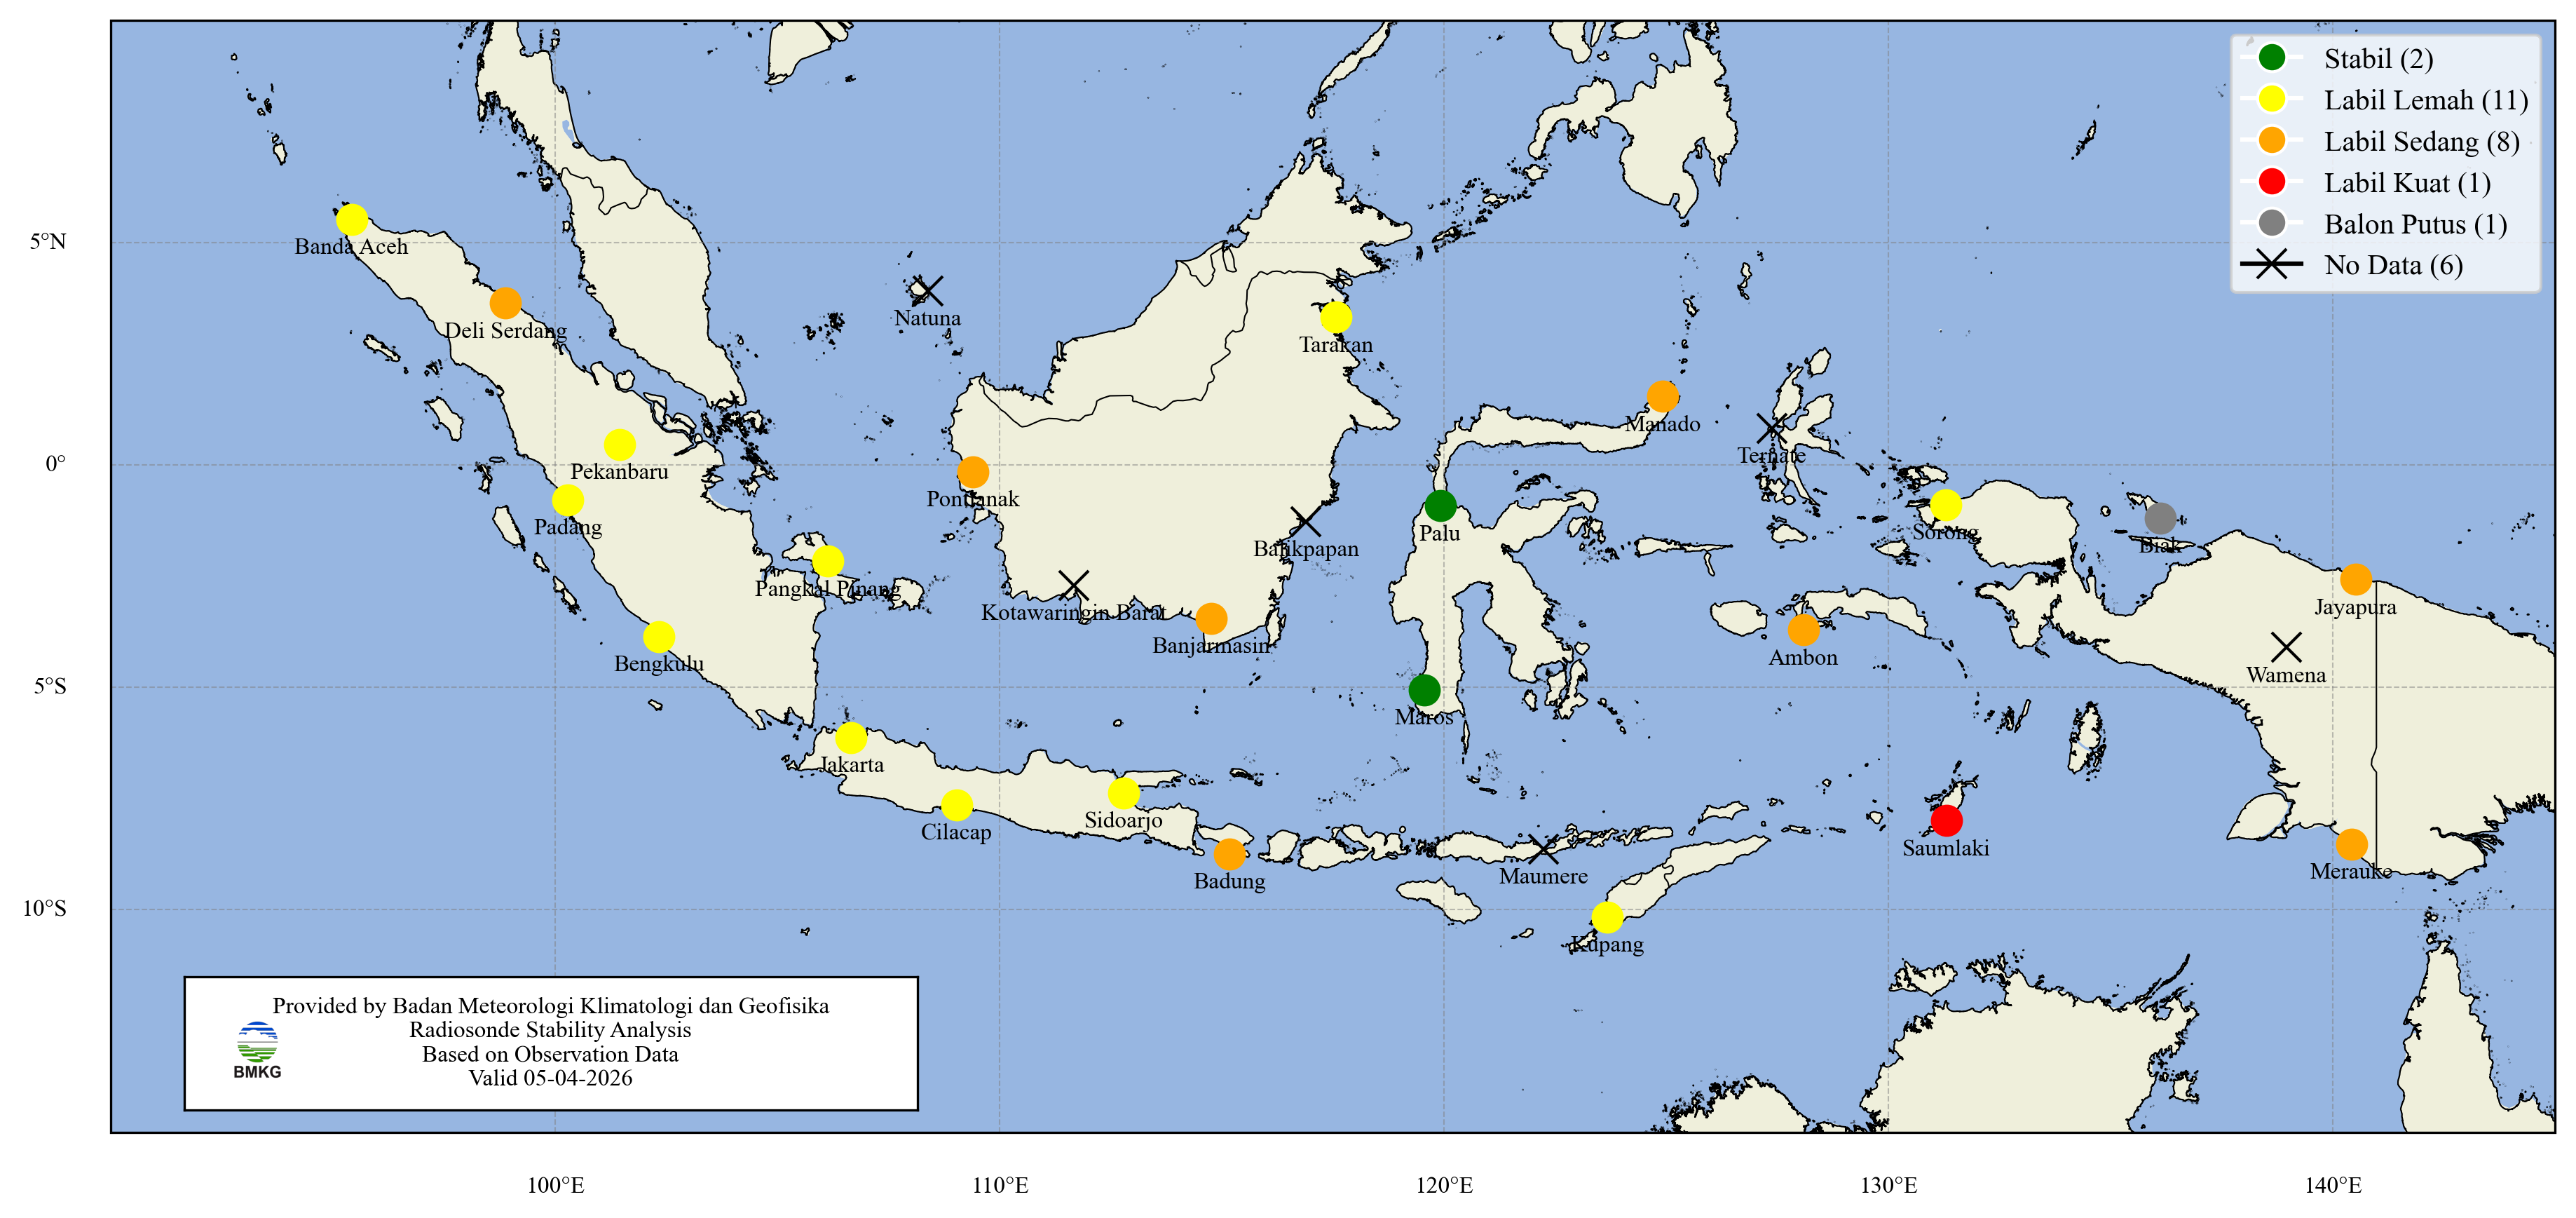 Stabil (2)
Labil Lemah (11)
Labil Sedang (8)
Labil Kuat (1)
Balon Putus (1)
No Data (6)
5°N
0°
5°S
10°S
Banda Aceh
Deli Serdang
Natuna
Tarakan
Manado
Ternate
Pekanbaru
Pontianak
Padang
Palu
Sorong
Biak
Balikpapan
Pangkal Pinang
Kotawaringin Barat
Jayapura
Banjarmasin
Ambon
Bengkulu
Wamena
Maros
Jakarta
Sidoarjo
Cilacap
Saumlaki
Badung
Maumere
Merauke
Kupang
Provided by Badan Meteorologi Klimatologi dan Geofisika
Radiosonde Stability Analysis
Based on Observation Data
Valid 05-04-2026
BMKG
100°E
110°E
120°E
130°E
140°E